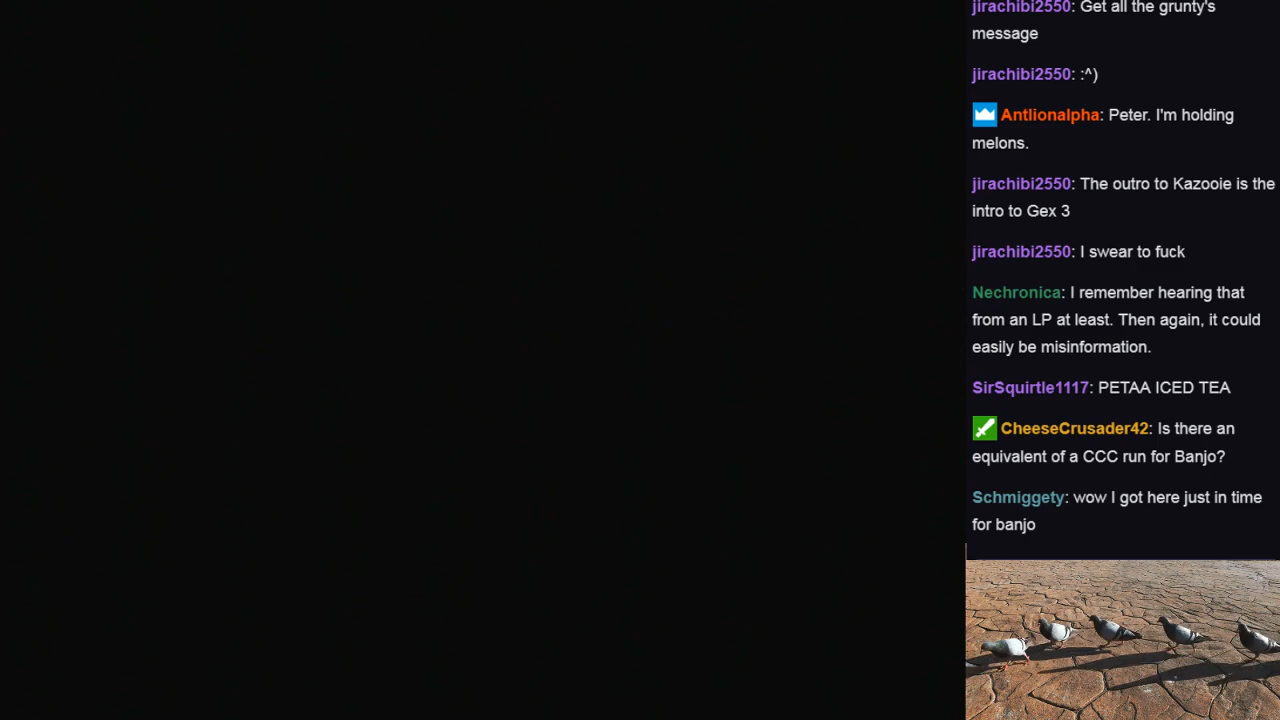 jirachibi2550: Get all the grunty's
message
jirachibi2550: :^)
Antlionalpha: Peter. I'm holding
melons.
jirachibi2550: The outro to Kazooie is the
intro to Gex 3
jirachibi2550: I swear to fuck
Nechronica: I remember hearing that
from an LP at least. Then again, it could
easily be misinformation.
SirSquirtle1117: PETAA ICED TEA
CheeseCrusader42: Is there an
equivalent of a CCC run for Banjo?
Schmiggety: wow I got here just in time
for banjo